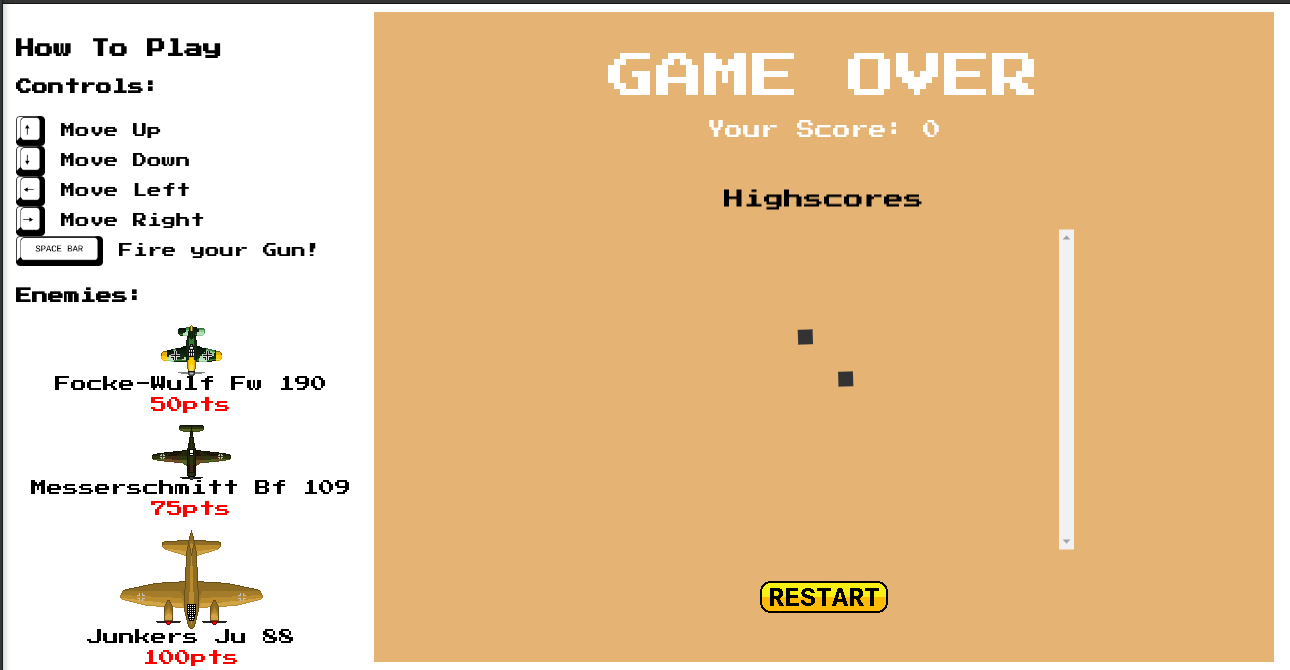 How To Play
Controls:
↑ Move Up
↓ Move Down
← Move Left
→ Move Right
SPACE BAR Fire your Gun!
Enemies:
Focke-Wulf Fw 190
50pts
Messerschmitt Bf 109
75pts
Junkers Ju 88
100pts
GAME OVER
Your Score: 0
Highscores
RESTART